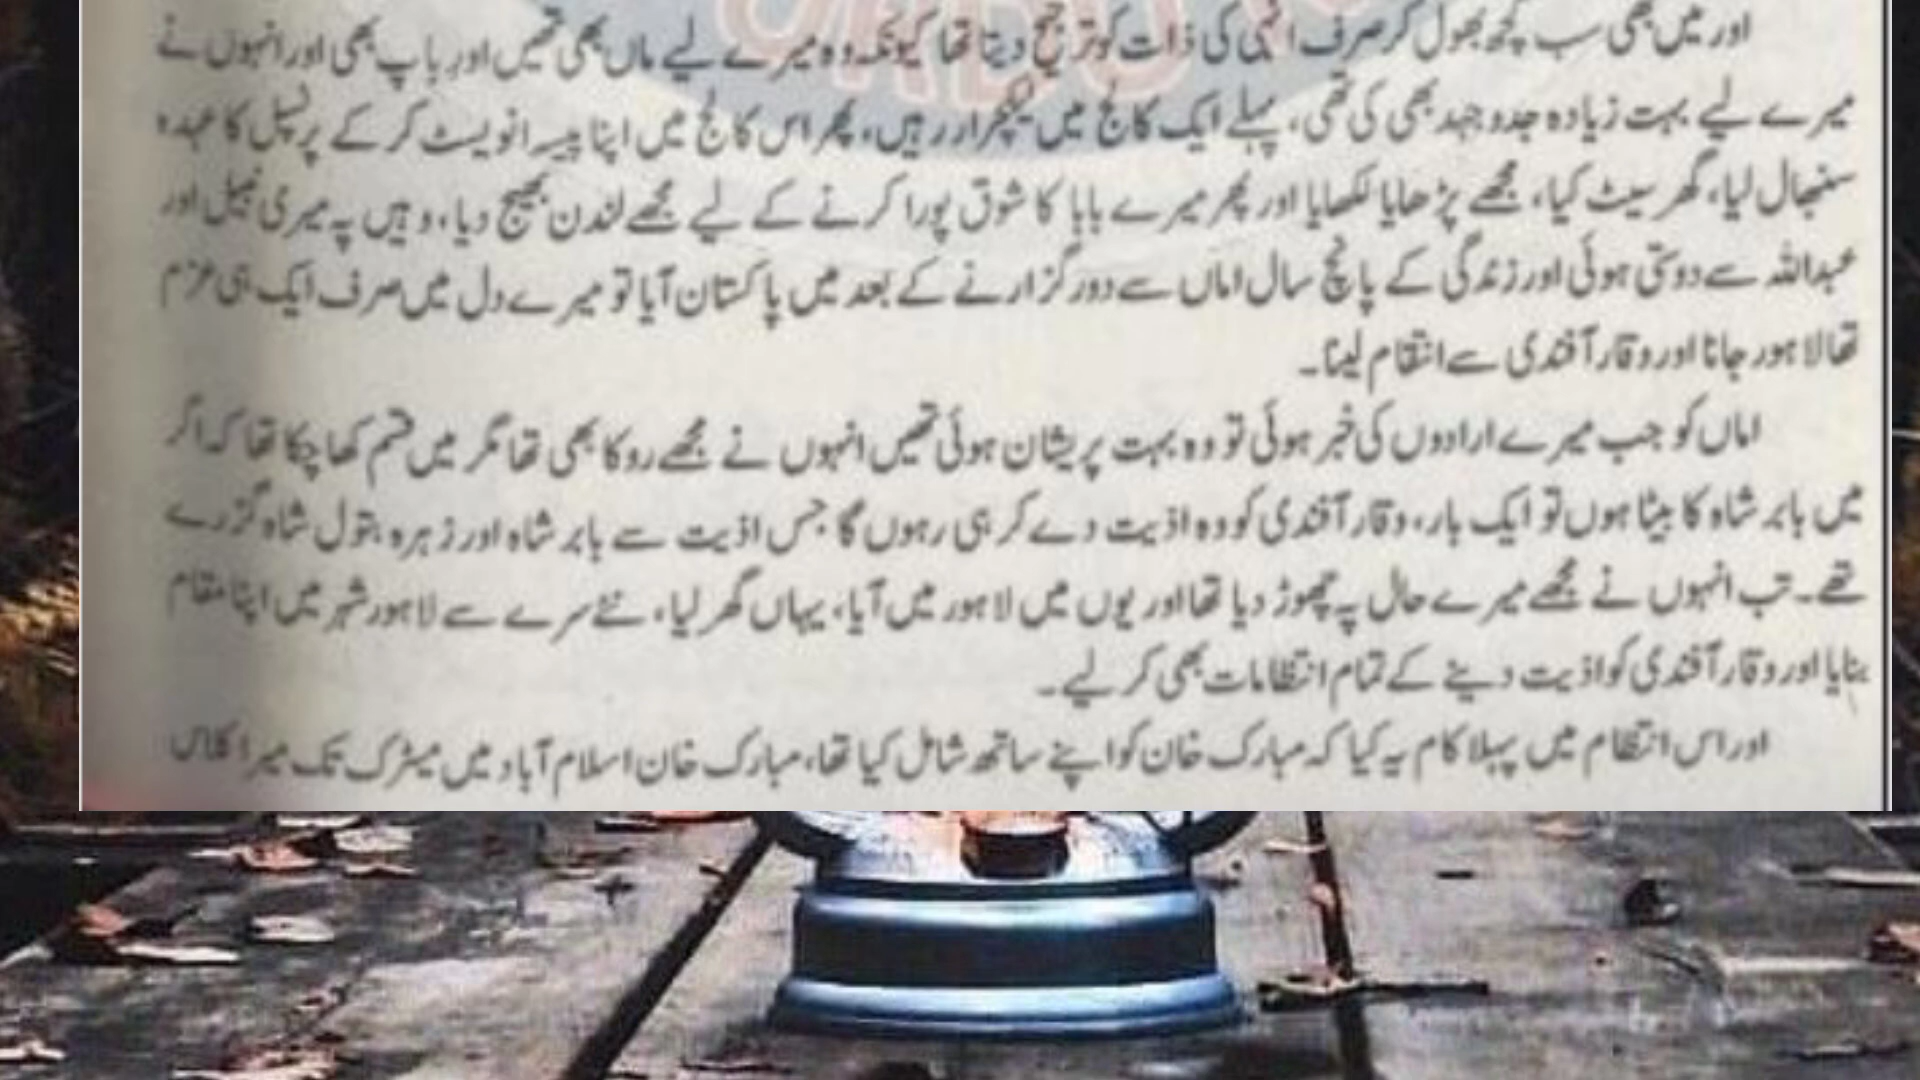 اور میں بھی سب کچھ بھول کر صرف انہی کی ذات کو ترجیح دیتا تھا کیونکہ وہ میرے لیے ماں بھی تھیں اور باپ بھی اور انہوں نے
میرے لیے بہت زیادہ جدوجہد بھی کی تھی، پہلے ایک کالج میں لیکچرار رہیں، پھر اس کالج میں اپنا پیسہ انویسٹ کر کے پرنسپل کا عہدہ
سنبھال لیا، گھر سیٹ کیا، مجھے پڑھایا لکھایا اور پھر میرے بابا کا شوق پورا کرنے کے لیے مجھے لندن بھیج دیا، وہیں پہ میری نبیل اور
عبداللہ سے دوستی ہوئی اور زندگی کے پانچ سال اماں سے دور گزارنے کے بعد میں پاکستان آیا تو میرے دل میں صرف ایک ہی عزم
تھا لاہور جانا اور وقار آفندی سے انتقام لینا۔
اماں کو جب میرے ارادوں کی خبر ہوئی تو وہ بہت پریشان ہوئی تھیں انہوں نے مجھے روکا بھی تھا مگر میں قسم کھا چکا تھا کہ اگر
میں بابر شاہ کا بیٹا ہوں تو ایک بار، وقار آفندی کو وہ اذیت دے کر ہی رہوں گا جس اذیت سے بابر شاہ اور زہرہ بتول شاہ گزرے
تھے۔ تب انہوں نے مجھے میرے حال پہ چھوڑ دیا تھا اور یوں میں لاہور میں آیا، یہاں گھر لیا، نئے سرے سے لاہور شہر میں اپنا مقام
بنایا اور وقار آفندی کو اذیت دینے کے تمام انتظامات بھی کر لیے۔
اور اس انتظام میں پہلا کام یہ کیا کہ مبارک خان کو اپنے ساتھ شامل کیا تھا، مبارک خان اسلام آباد میں میٹرک تک میرا کلاس